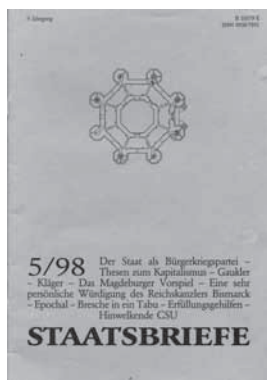 5/98 Der Staat als Bürgerkriegspartei –
Thesen zum Kapitalismus – Gaukler
– Kläger – Das Magdeburger Vorspiel – Eine sehr
persönliche Würdigung des Reichskanzlers Bismarck
– Epochal – Bresche in ein Tabu – Erfüllungsgehilfen –
Hinwelkende CSU
STAATSBRIEFE